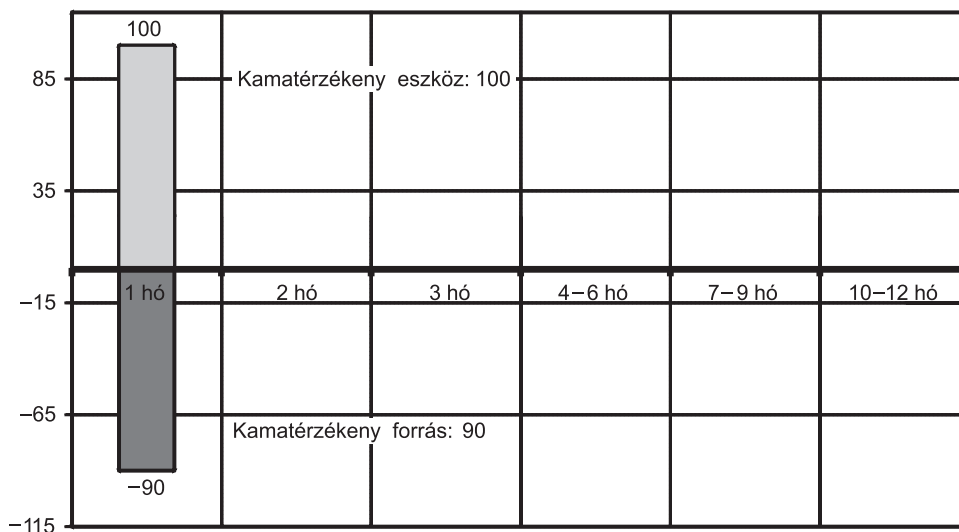 100
85
Kamatérzékeny eszköz: 100
35
1 hó
2 hó
3 hó
4–6 hó
7–9 hó
10–12 hó
–15
–65
Kamatérzékeny forrás: 90
–90
–115